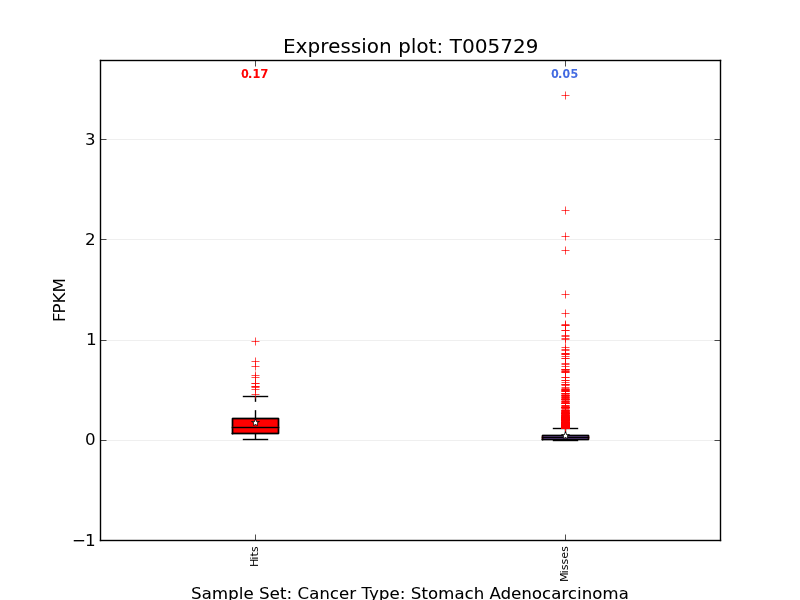 Expression plot: T005729
0.17
0.05
3
2
1
0
−1
FPKM
Hits
Misses
Sample Set: Cancer Type: Stomach Adenocarcinoma